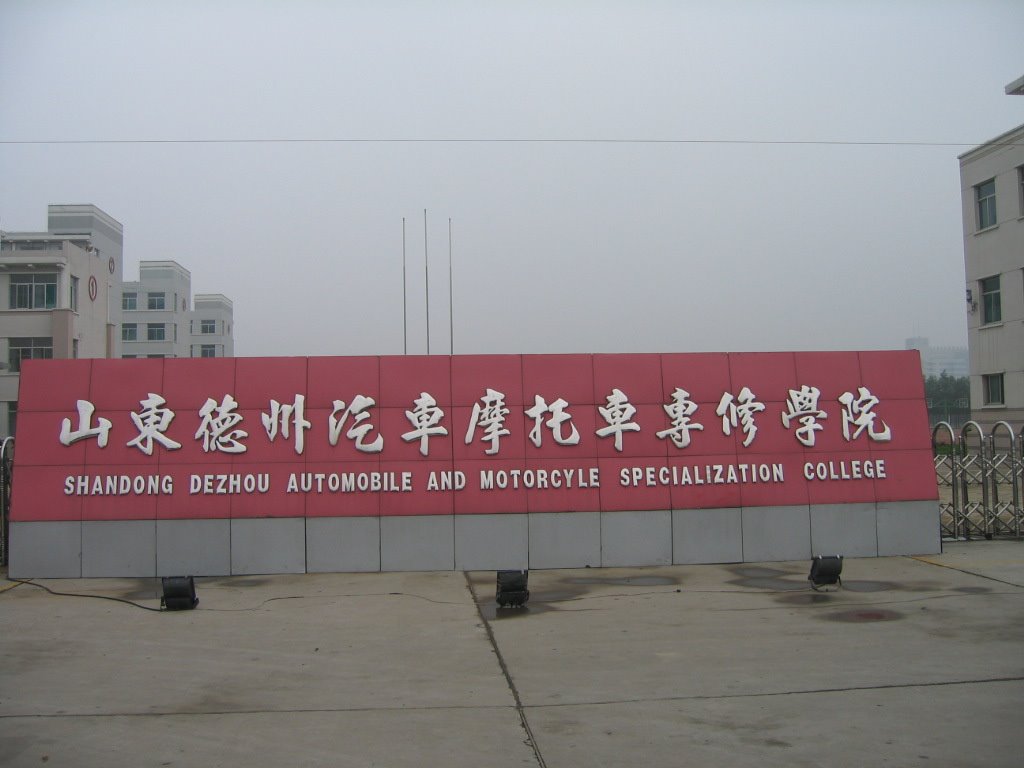 山東德州汽車摩托車專修學院
SHANDONG DEZHOU AUTOMOBILE AND MOTORCYLE SPECIALIZATION COLLEGE